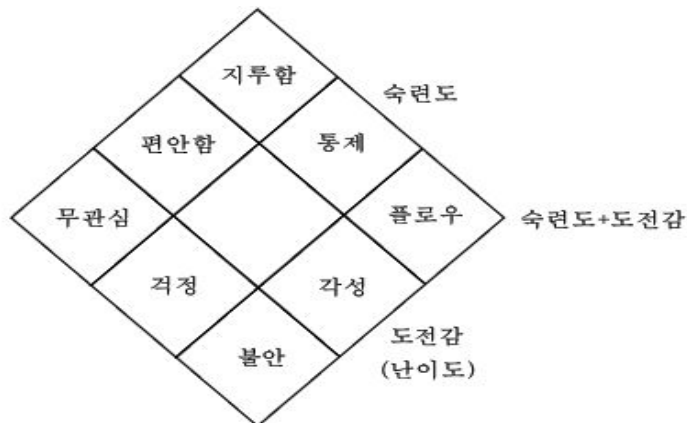 지루함
숙련도
편안함
통제
무관심
플로우
숙련도+도전감
걱정
각성
도전감
(난이도)
불안